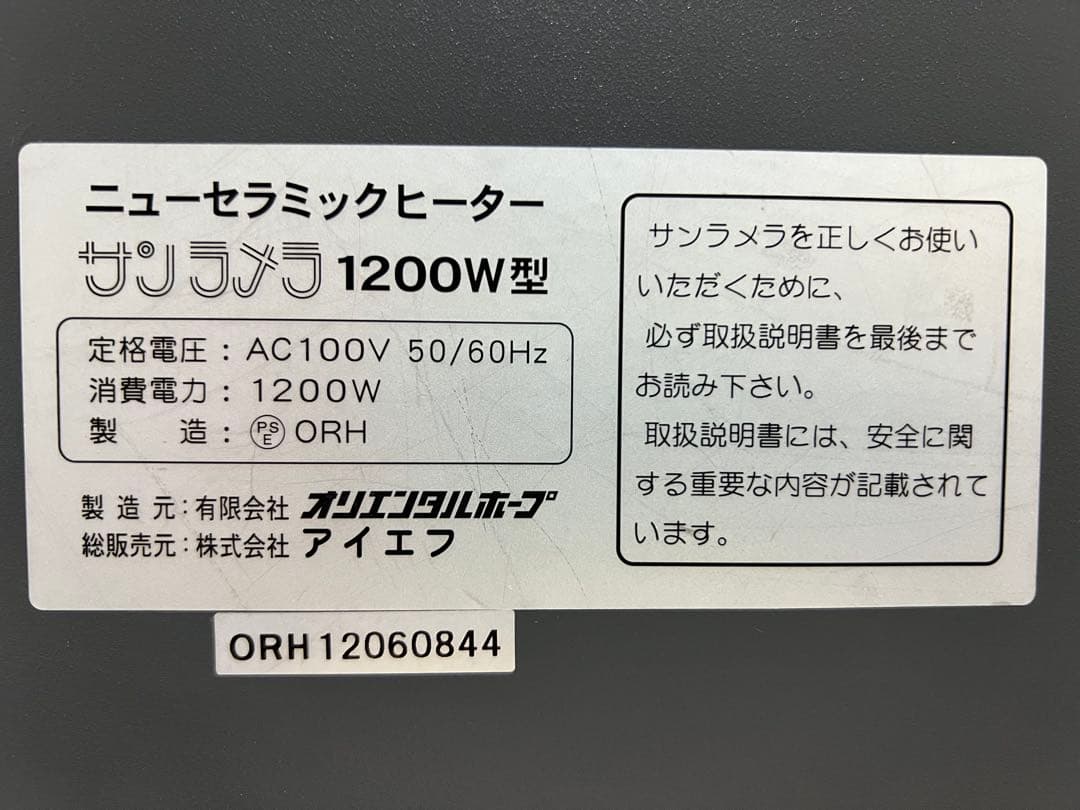 ニューセラミックヒーター
サンラメラ 1200W型
定格電圧：AC100V 50/60Hz
消費電力：1200W
製　　造：PSE ORH
製造元：有限会社 オリエンタルホープ
総販売元：株式会社 アイエフ
サンラメラを正しくお使い
いただくために、
必ず取扱説明書を最後まで
お読み下さい。
取扱説明書には、安全に関
する重要な内容が記載されて
います。
ORH12060844